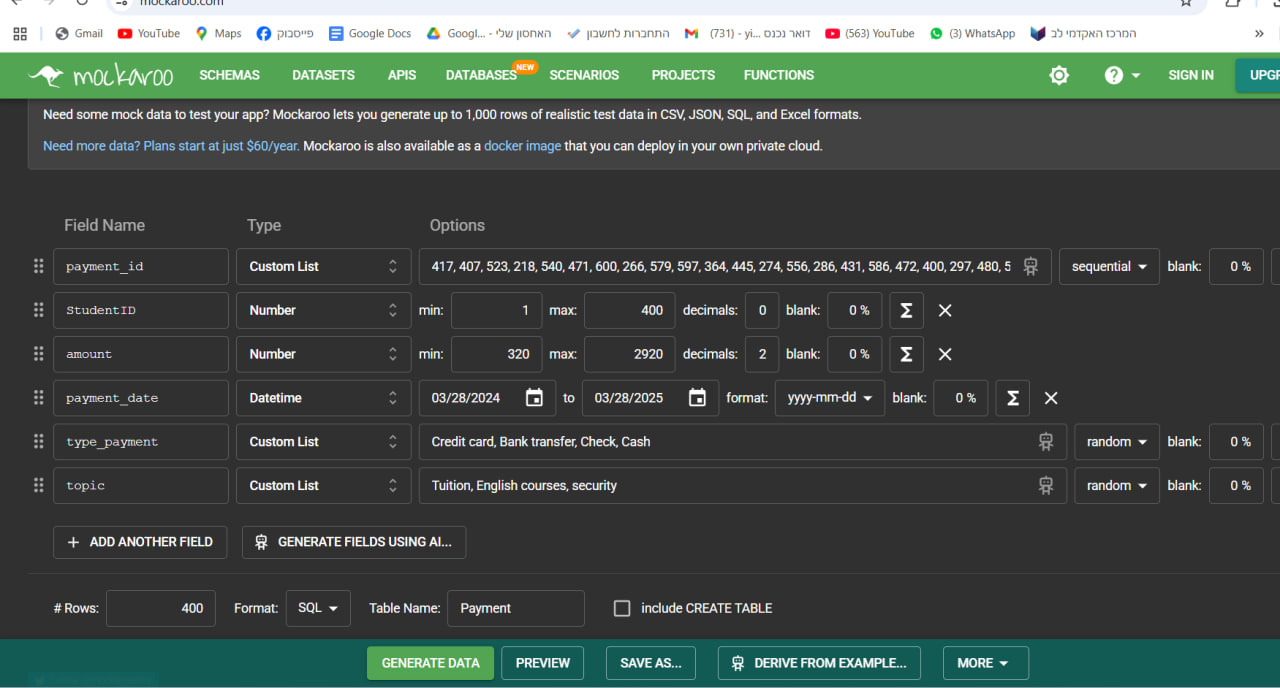 mockaroo.com
Gmail YouTube Maps פייסבוק Google Docs האחסון שלי - ...Googl התחברות לחשבון דואר נכנס (731) - yi... (563) YouTube (3) WhatsApp המרכז האקדמי לב »
mockaroo SCHEMAS DATASETS APIS DATABASES NEW SCENARIOS PROJECTS FUNCTIONS ? SIGN IN
Need some mock data to test your app? Mockaroo lets you generate up to 1,000 rows of realistic test data in CSV, JSON, SQL, and Excel formats.
Need more data? Plans start at just $60/year. Mockaroo is also available as a docker image that you can deploy in your own private cloud.
Field Name Type Options
payment_id Custom List 417, 407, 523, 218, 540, 471, 600, 266, 579, 597, 364, 445, 274, 556, 286, 431, 586, 472, 400, 297, 480, 5 sequential blank: 0 %
StudentID Number min: 1 max: 400 decimals: 0 blank: 0 % Σ ×
amount Number min: 320 max: 2920 decimals: 2 blank: 0 % Σ ×
payment_date Datetime 03/28/2024 to 03/28/2025 format: yyyy-mm-dd blank: 0 % Σ ×
type_payment Custom List Credit card, Bank transfer, Check, Cash random blank: 0 %
topic Custom List Tuition, English courses, security random blank: 0 %
+ ADD ANOTHER FIELD GENERATE FIELDS USING AI...
# Rows: 400 Format: SQL Table Name: Payment include CREATE TABLE
GENERATE DATA PREVIEW SAVE AS... DERIVE FROM EXAMPLE... MORE